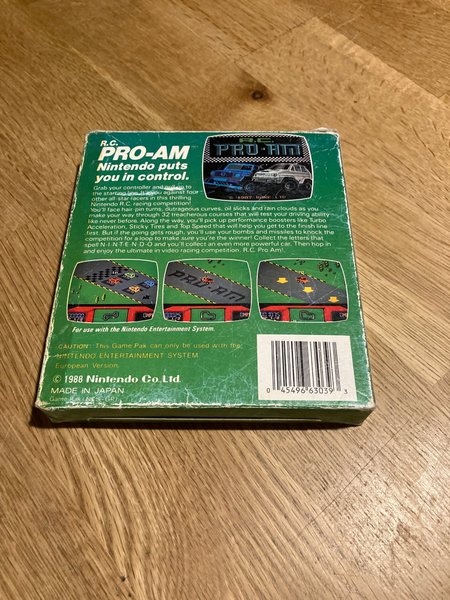 R.C.
PRO-AM
Nintendo puts
you in control.
Grab your controller and
the starting line. It's you against four
other all-star racers in this thrilling
Nintendo R.C. racing competition!
You'll face hair pin turns, outrageous curves, oil slicks and rain clouds as you
make your way through 32 treacherous courses that will test your driving ability
like never before. Along the way, you'll pick up performance boosters like Turbo
Acceleration, Sticky Tires and Top Speed that will help you get to the finish line
first. But if the going gets rough, you'll use your bombs and missiles to knock the
competition for a loop to make sure you're the winner! Collect the letters that
spell N-I-N-T-E-N-D-O and you'll get an even more powerful car. Then hop in
and enjoy the ultimate in video racing competition. R.C. Pro Am!
R.C.
PRO-AM
PRO-AM
For use with the Nintendo Entertainment System.
CAUTION: This Game Pak can only be used with the
NINTENDO ENTERTAINMENT SYSTEM
European Version.
© 1988 Nintendo Co., Ltd.
MADE IN JAPAN
Game Pak (NES-GP)
0 45496 63039 3